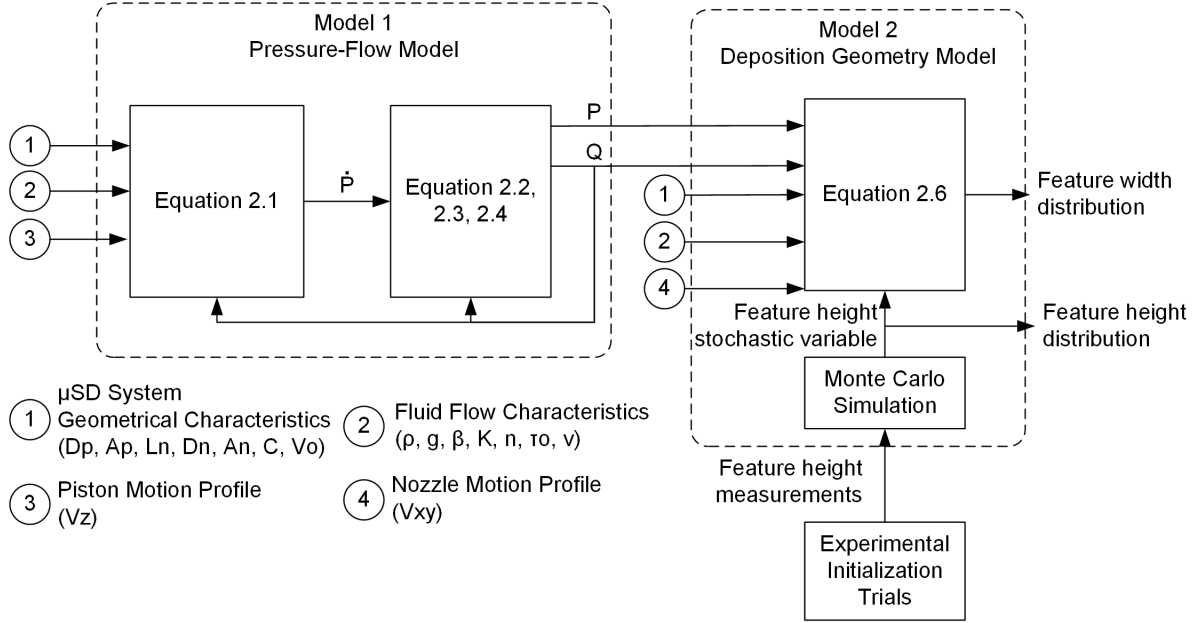 Model 1
Pressure-Flow Model
Model 2
Deposition Geometry Model
1
2
3
Equation 2.1
Ṗ
Equation 2.2,
2.3, 2.4
P
Q
1
2
4
Equation 2.6
Feature width
distribution
Feature height
stochastic variable
Feature height
distribution
Monte Carlo
Simulation
Feature height
measurements
Experimental
Initialization
Trials
1
µSD System
Geometrical Characteristics
(Dp, Ap, Ln, Dn, An, C, Vo)
2
Fluid Flow Characteristics
(ρ, g, β, K, n, τo, ν)
3
Piston Motion Profile
(Vz)
4
Nozzle Motion Profile
(Vxy)